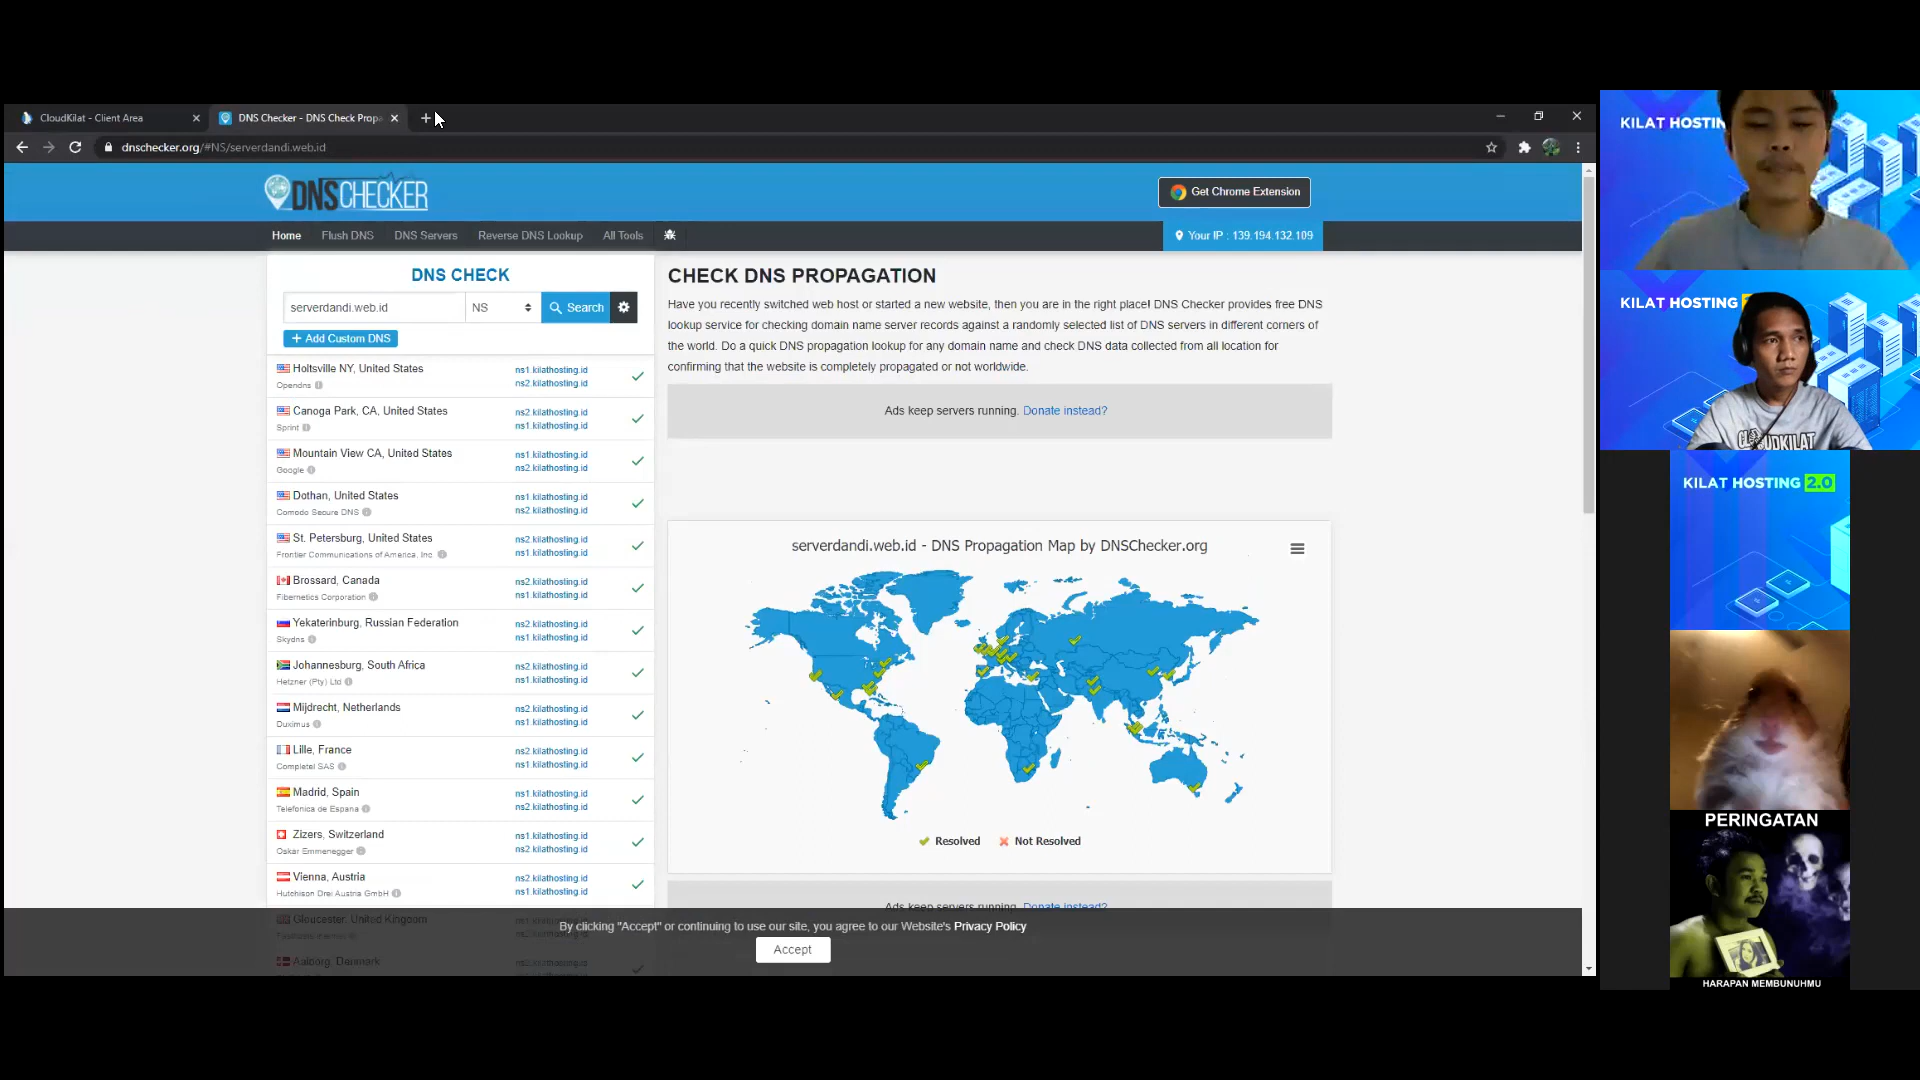 CloudKilat - Client Area
DNS Checker - DNS Check Propa
dnschecker.org/#NS/serverdandi.web.id
DNSCHECKER
Get Chrome Extension
Home
Flush DNS
DNS Servers
Reverse DNS Lookup
All Tools
Your IP : 139.194.132.109
DNS CHECK
serverdandi.web.id
NS
Search
+ Add Custom DNS
Holtsville NY, United States
Opendns
ns1.kilathosting.id
ns2.kilathosting.id
Canoga Park, CA, United States
Sprint
ns2.kilathosting.id
ns1.kilathosting.id
Mountain View CA, United States
Google
ns1.kilathosting.id
ns2.kilathosting.id
Dothan, United States
Comodo Secure DNS
ns1.kilathosting.id
ns2.kilathosting.id
St. Petersburg, United States
Frontier Communications of America, Inc.
ns2.kilathosting.id
ns1.kilathosting.id
Brossard, Canada
Fibernetics Corporation
ns2.kilathosting.id
ns1.kilathosting.id
Yekaterinburg, Russian Federation
Skydns
ns2.kilathosting.id
ns1.kilathosting.id
Johannesburg, South Africa
Hetzner (Pty) Ltd
ns2.kilathosting.id
ns1.kilathosting.id
Mijdrecht, Netherlands
Duximus
ns2.kilathosting.id
ns1.kilathosting.id
Lille, France
Completel SAS
ns2.kilathosting.id
ns1.kilathosting.id
Madrid, Spain
Telefonica de Espana
ns1.kilathosting.id
ns2.kilathosting.id
Zizers, Switzerland
Oskar Emmenegger
ns1.kilathosting.id
ns2.kilathosting.id
Vienna, Austria
Hutchison Drei Austria GmbH
ns2.kilathosting.id
ns1.kilathosting.id
Gloucester, United Kingdom
Aalborg, Denmark
CHECK DNS PROPAGATION
Have you recently switched web host or started a new website, then you are in the right place! DNS Checker provides free DNS
lookup service for checking domain name server records against a randomly selected list of DNS servers in different corners of
the world. Do a quick DNS propagation lookup for any domain name and check DNS data collected from all location for
confirming that the website is completely propagated or not worldwide.
Ads keep servers running. Donate instead?
serverdandi.web.id - DNS Propagation Map by DNSChecker.org
Resolved
Not Resolved
Ads keep servers running. Donate instead?
By clicking "Accept" or continuing to use our site, you agree to our Website's Privacy Policy
Accept
KILAT HOSTIN
KILAT HOSTING
CLOUDKILAT
KILAT HOSTING 2.0
PERINGATAN
HARAPAN MEMBUNUHMU